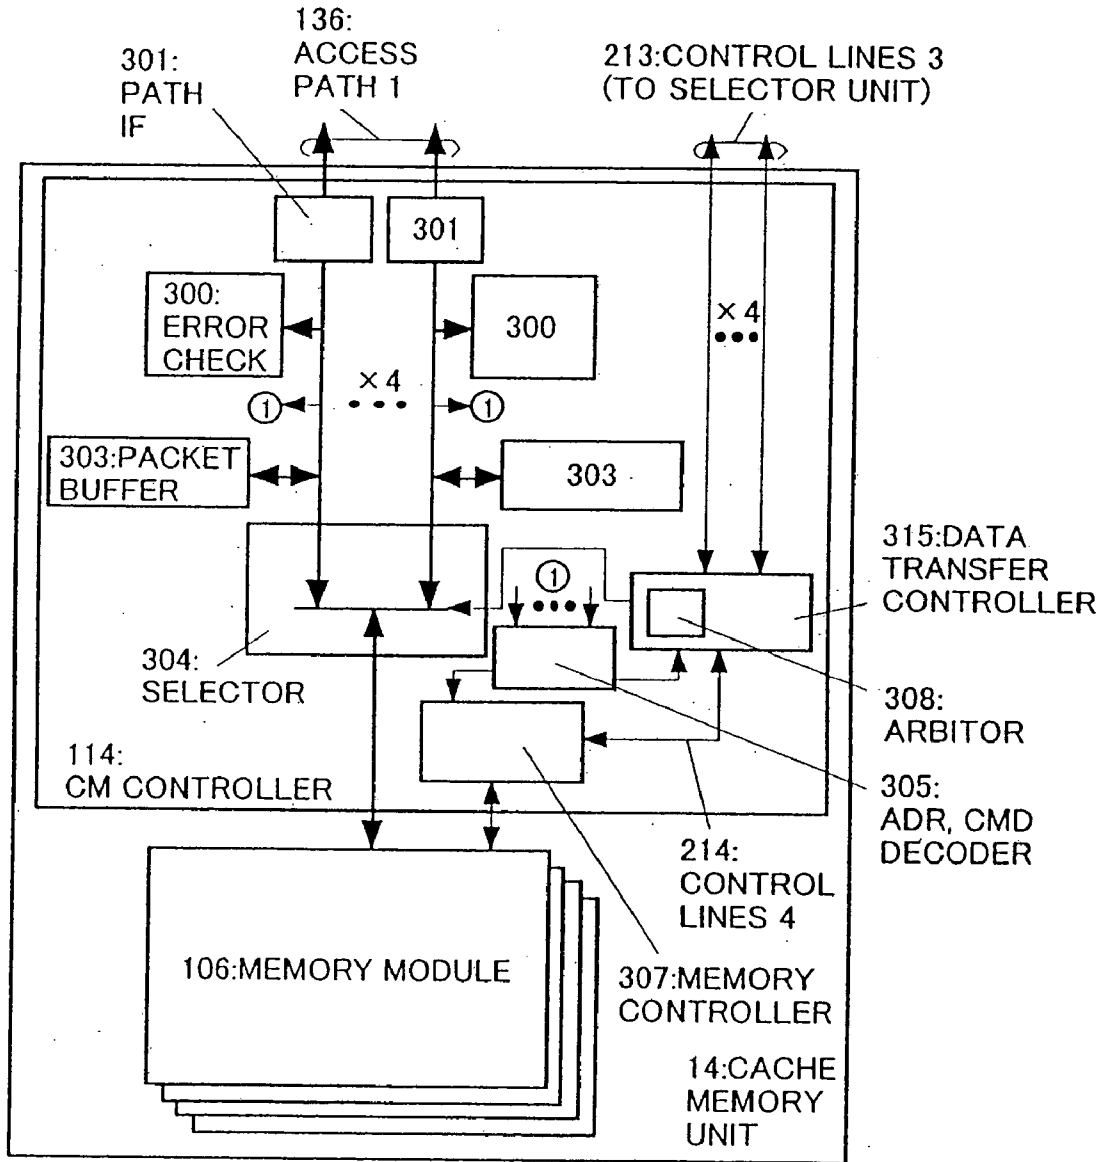 136:
ACCESS
PATH 1
301:
PATH
IF
213:CONTROL LINES 3
(TO SELECTOR UNIT)
301
300:
ERROR
CHECK
300
×4
•••
×4
•••
1
1
303:PACKET
BUFFER
303
315:DATA
TRANSFER
CONTROLLER
1
•••
304:
SELECTOR
308:
ARBITOR
114:
CM CONTROLLER
305:
ADR, CMD
DECODER
214:
CONTROL
LINES 4
106:MEMORY MODULE
307:MEMORY
CONTROLLER
14:CACHE
MEMORY
UNIT